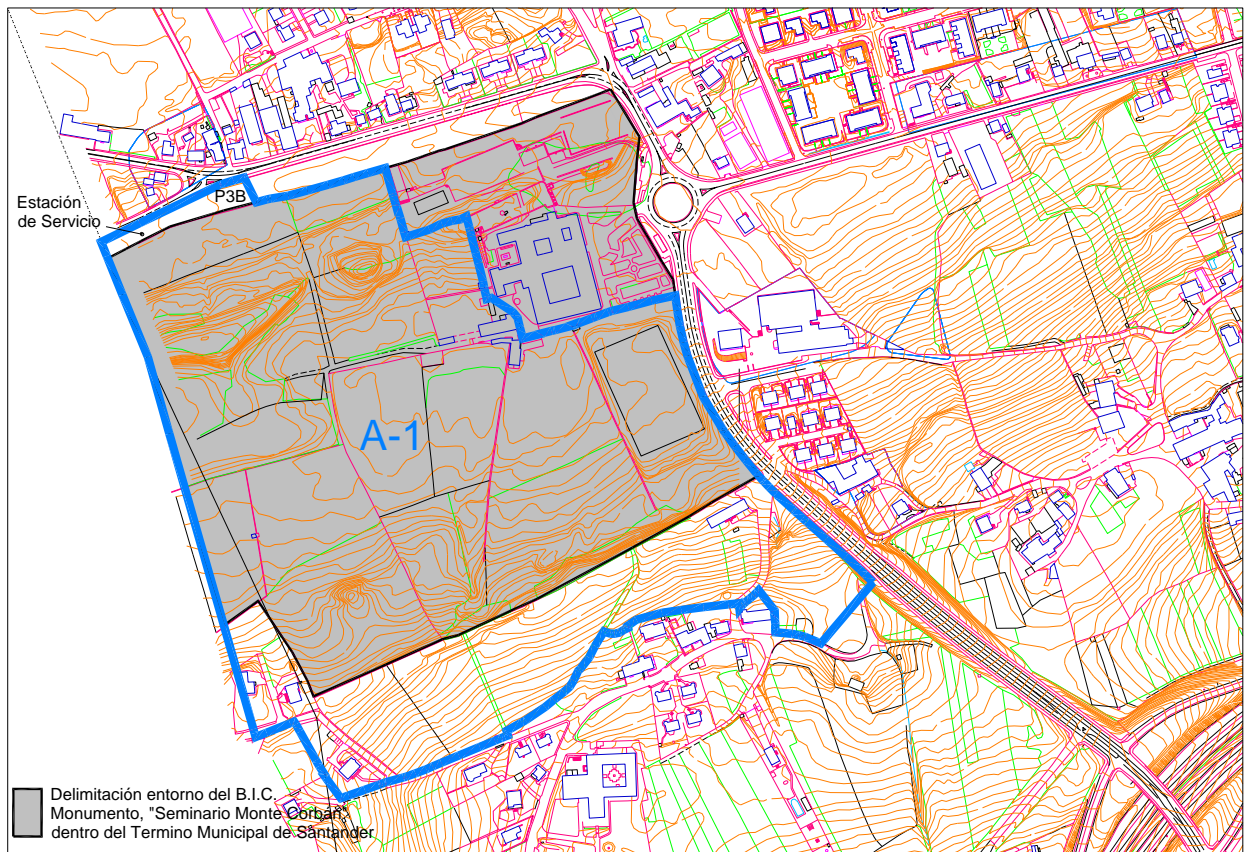 P3B
Estación
de Servicio
A-1
Delimitación entorno del B.I.C.
Monumento, "Seminario Monte Corbán"
dentro del Termino Municipal de Santander